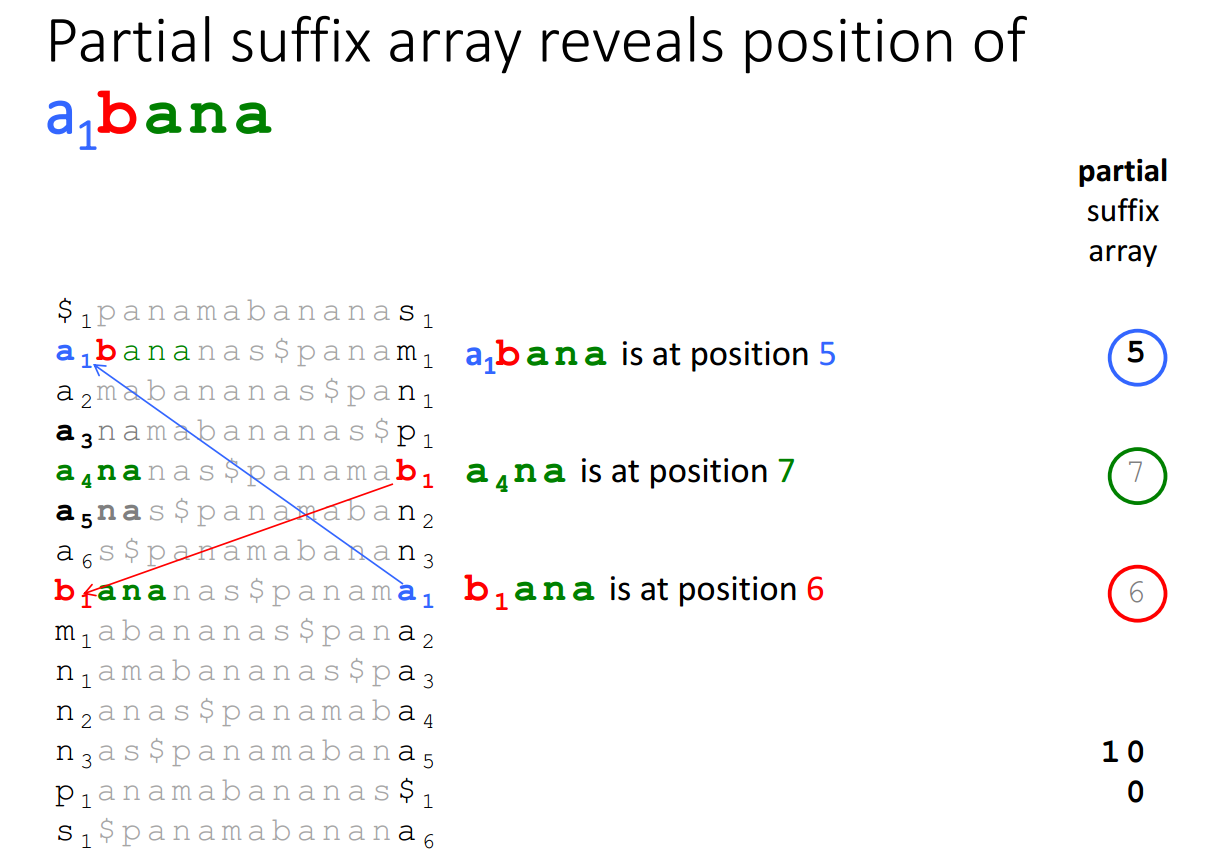 Partial suffix array reveals position of
a₁bana
partial
suffix
array
$₁panamabananas₁
a₁bananas$panam₁ a₁bana is at position 5 5
a₂mabananas$pan₁
a₃namabananas$p₁
a₄nanas$panamab₁ a₄na is at position 7 7
a₅nas$panamaban₂
a₆s$panamabanan₃
b₁ananas$panama₁ b₁ana is at position 6 6
m₁abananas$pana₂
n₁amabananas$pa₃
n₂anas$panamaba₄
n₃as$panamabana₅ 10
p₁anamabananas$₁ 0
s₁$panamabanana₆